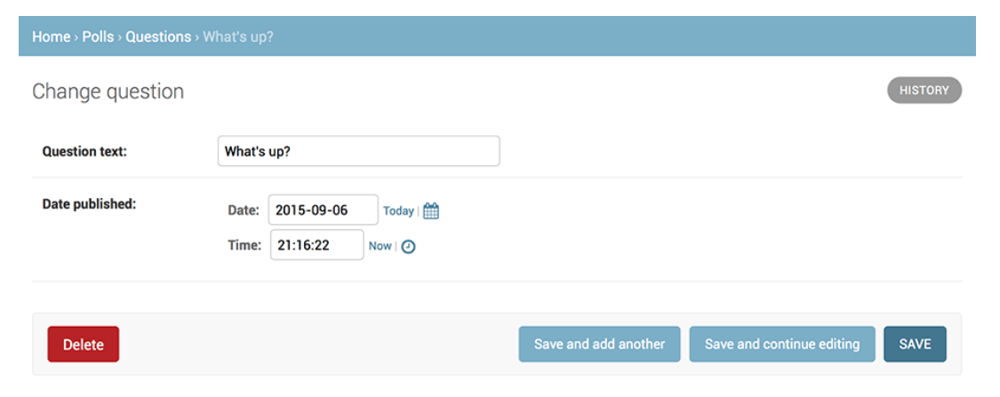 Home › Polls › Questions › What's up?
Change question
HISTORY
Question text: What's up?
Date published: Date: 2015-09-06 Today |
Time: 21:16:22 Now |
Delete Save and add another Save and continue editing SAVE